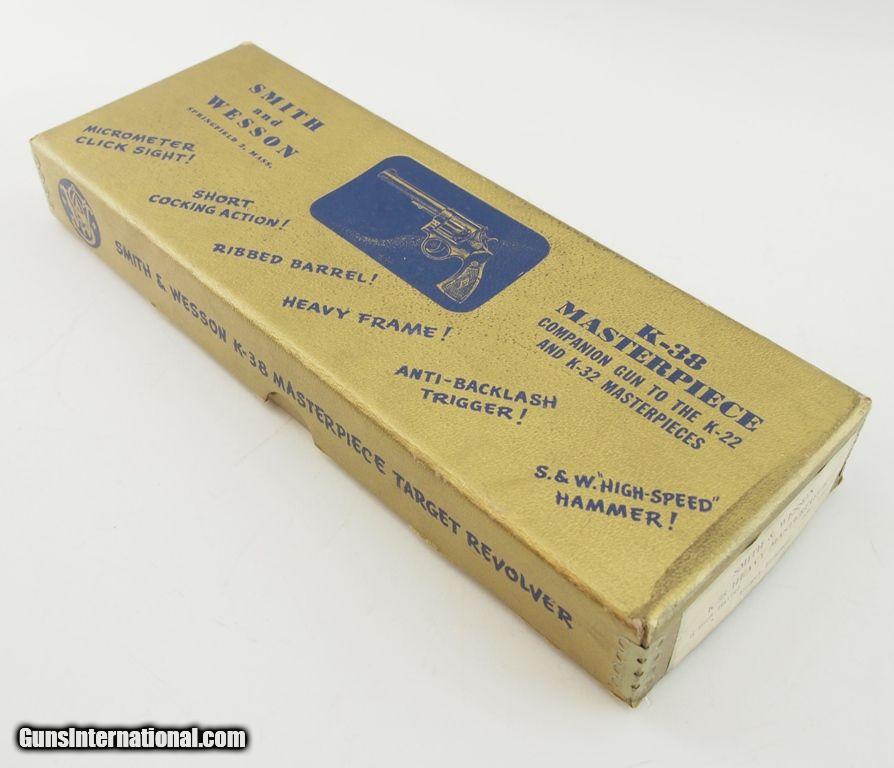 SMITH
and
WESSON
SPRINGFIELD 2, MASS.
MICROMETER
CLICK SIGHT!
SHORT
COCKING ACTION!
RIBBED BARREL!
HEAVY FRAME!
ANTI-BACKLASH
TRIGGER!
S.&W. "HIGH-SPEED"
HAMMER!
K-38
MASTERPIECE
COMPANION GUN TO THE K-22
AND K-32 MASTERPIECES
SMITH & WESSON K-38 MASTERPIECE TARGET REVOLVER
SMITH & WESSON
GunsInternational.com